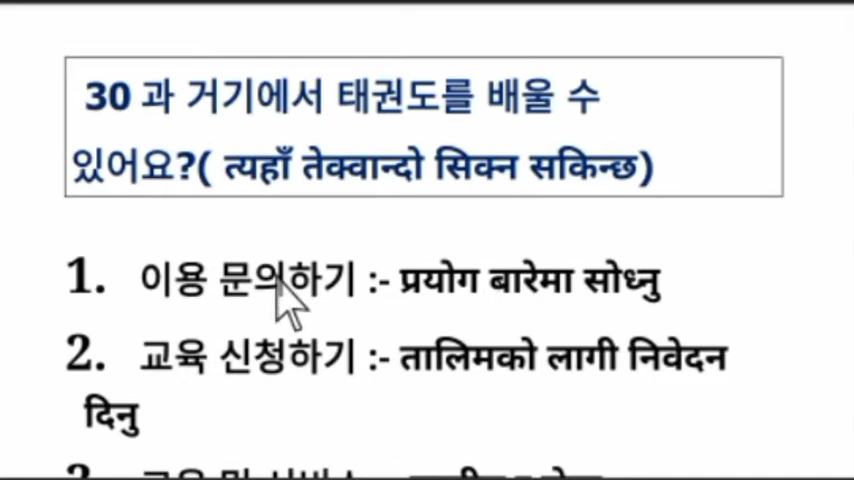 30 과 거기에서 태권도를 배울 수
있어요?( त्यहाँ तेक्वान्दो सिक्न सकिन्छ)
1. 이용 문의하기 :- प्रयोग बारेमा सोध्नु
2. 교육 신청하기 :- तालिमको लागी निवेदन
दिनु